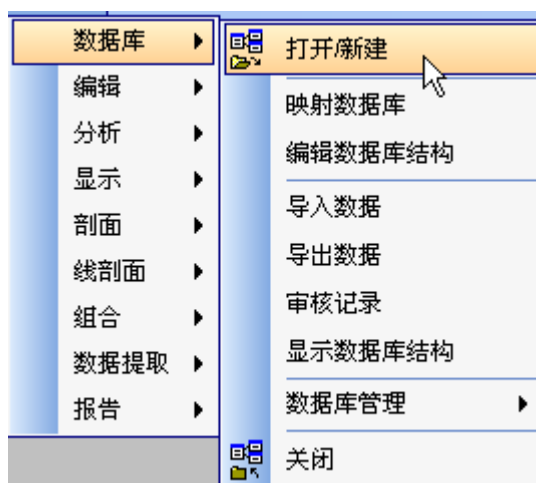 数据库
编辑
分析
显示
剖面
线剖面
组合
数据提取
报告
打开/新建
映射数据库
编辑数据库结构
导入数据
导出数据
审核记录
显示数据库结构
数据库管理
关闭